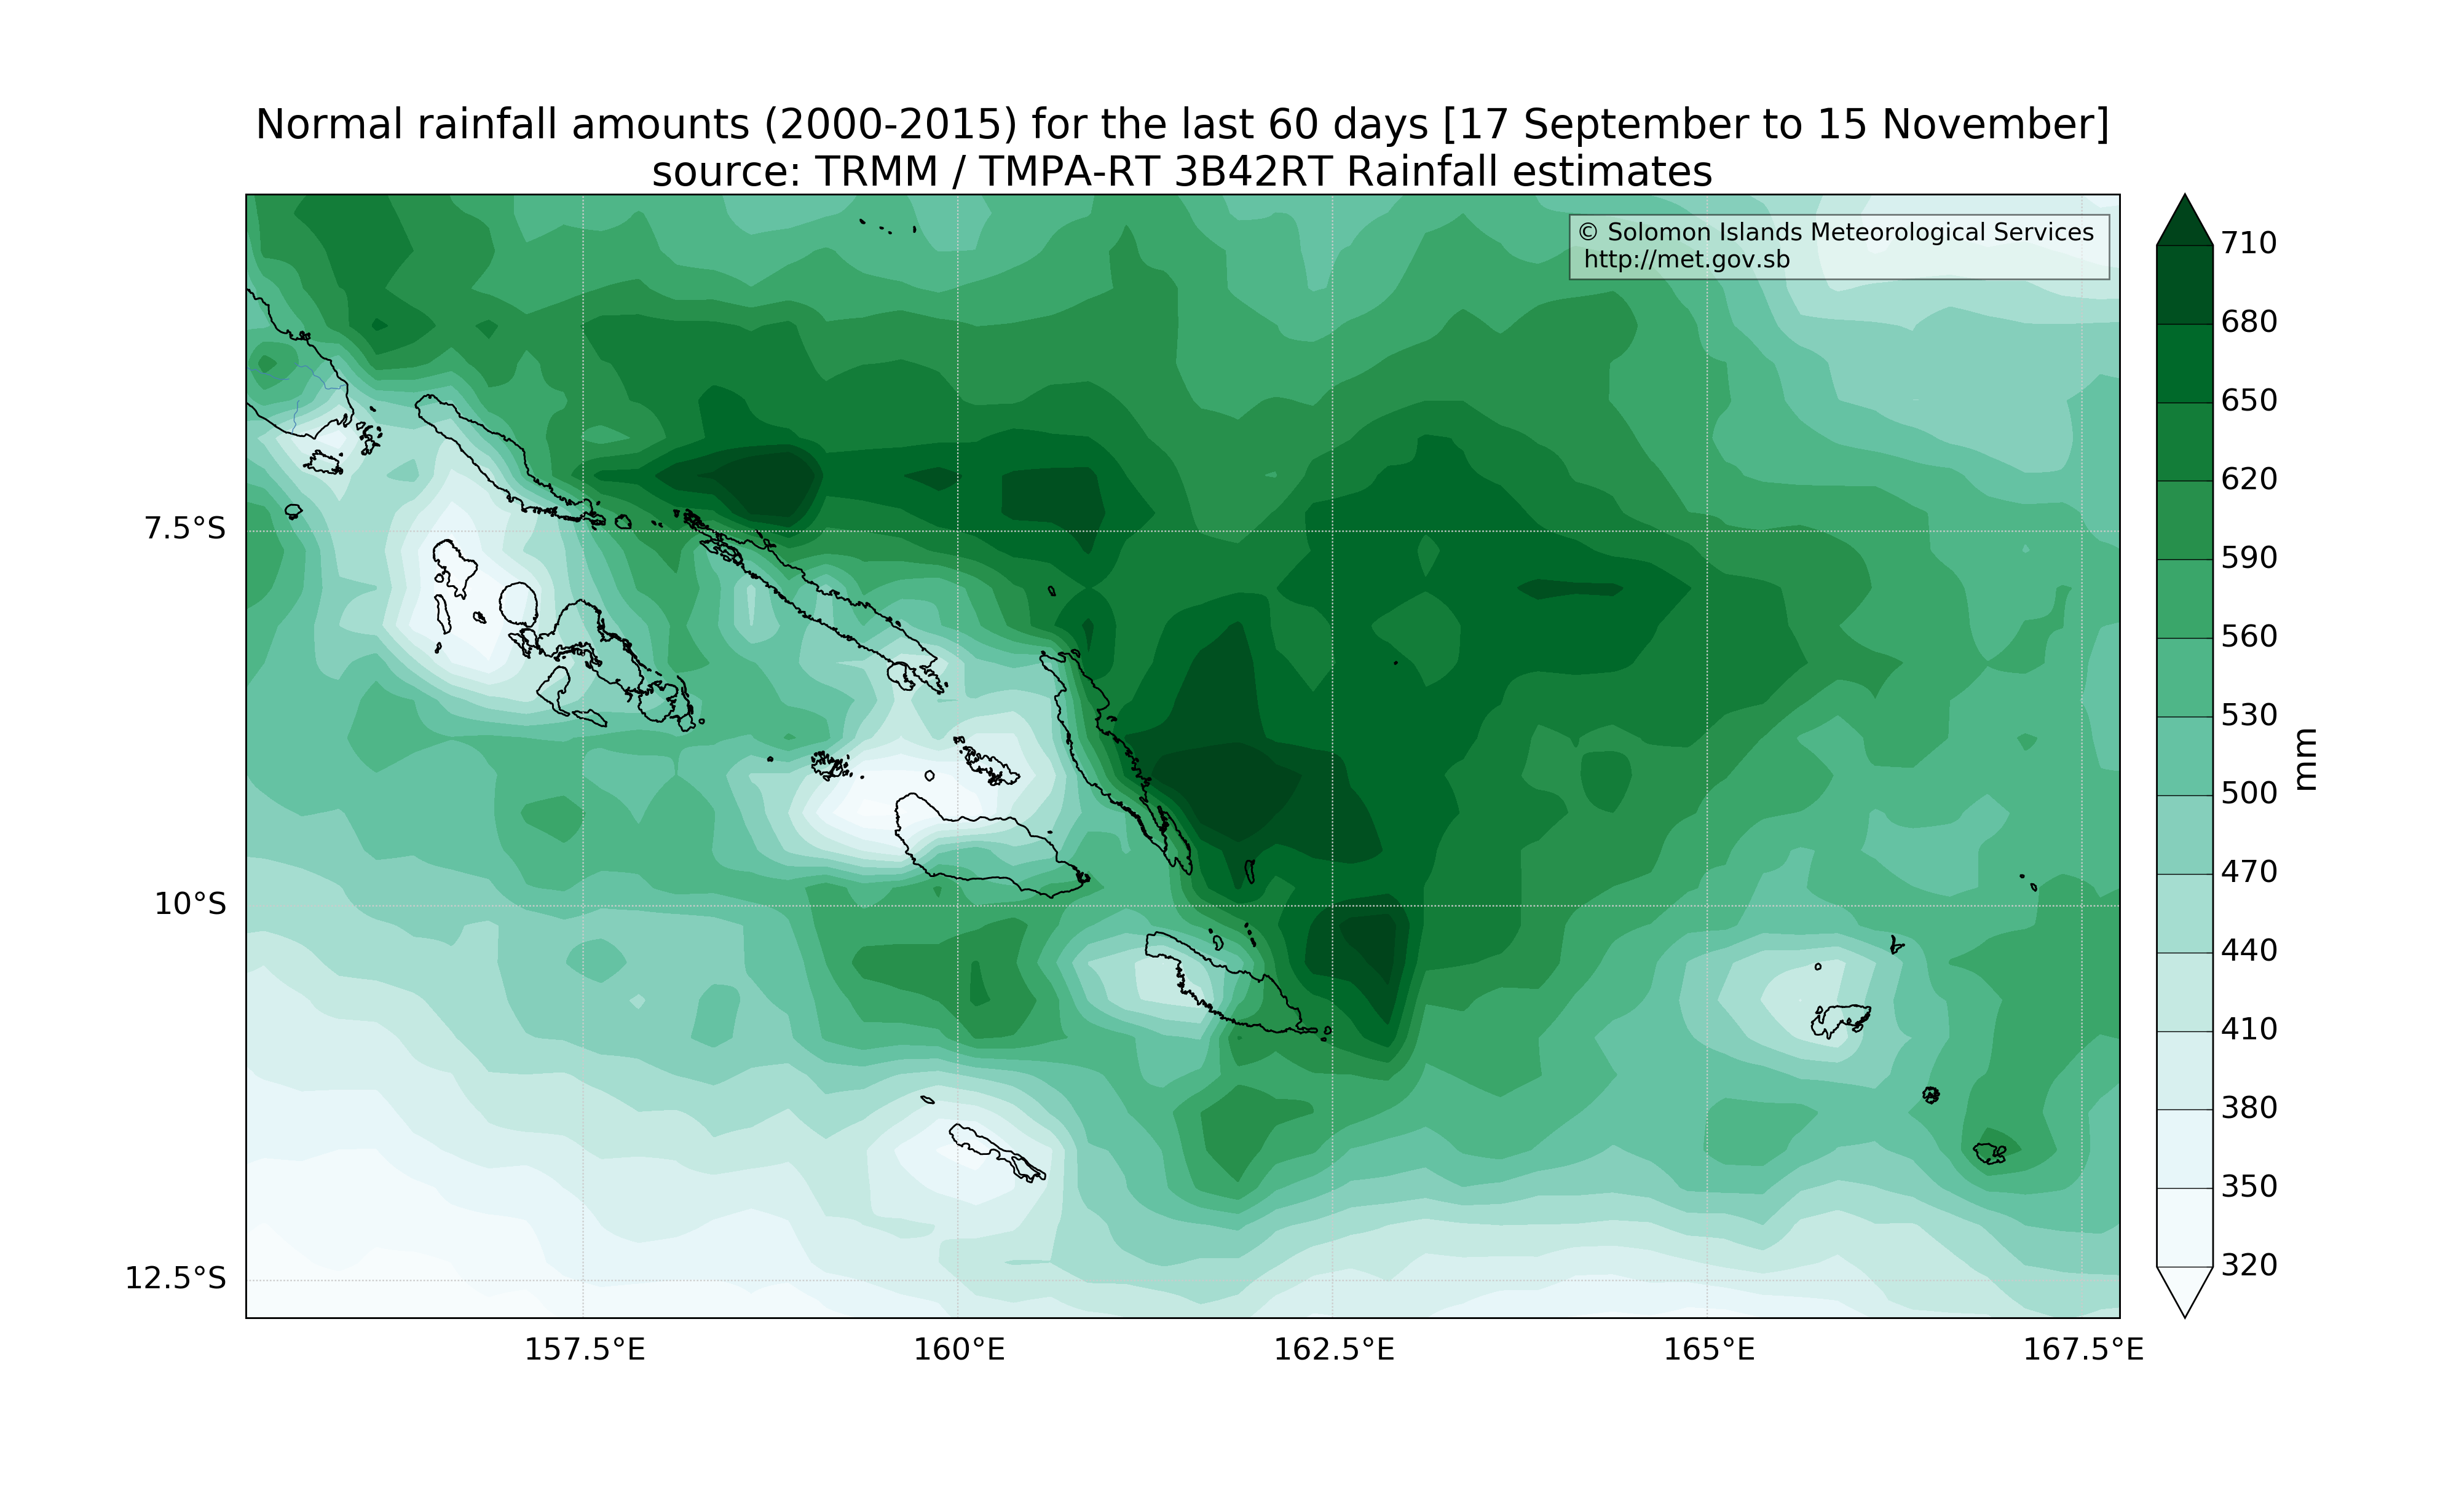 Normal rainfall amounts (2000-2015) for the last 60 days [17 September to 15 November]
source: TRMM / TMPA-RT 3B42RT Rainfall estimates
© Solomon Islands Meteorological Services
http://met.gov.sb
7.5°S
10°S
12.5°S
157.5°E
160°E
162.5°E
165°E
167.5°E
710
680
650
620
590
560
530
500
470
440
410
380
350
320
mm